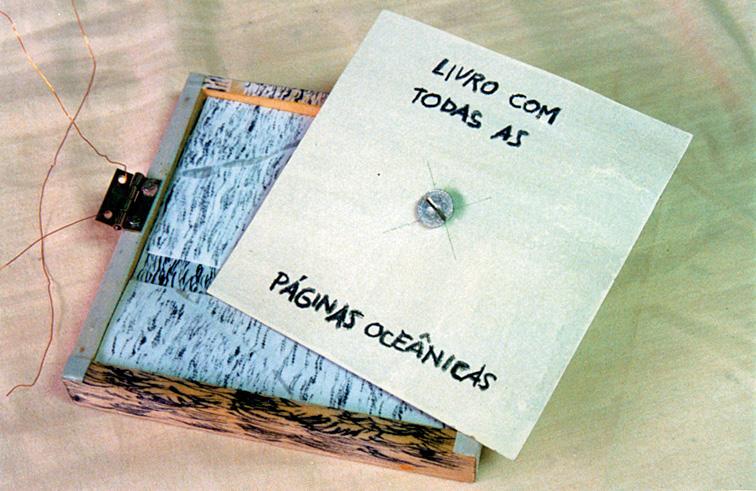 LIVRO COM
TODAS AS
PÁGINAS OCEÂNICAS